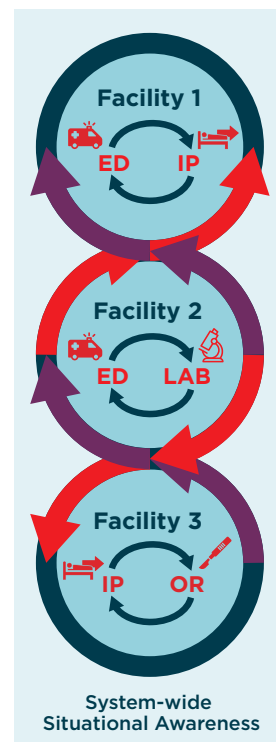 Facility 1
ED IP
Facility 2
ED LAB
Facility 3
IP OR
System-wide
Situational Awareness